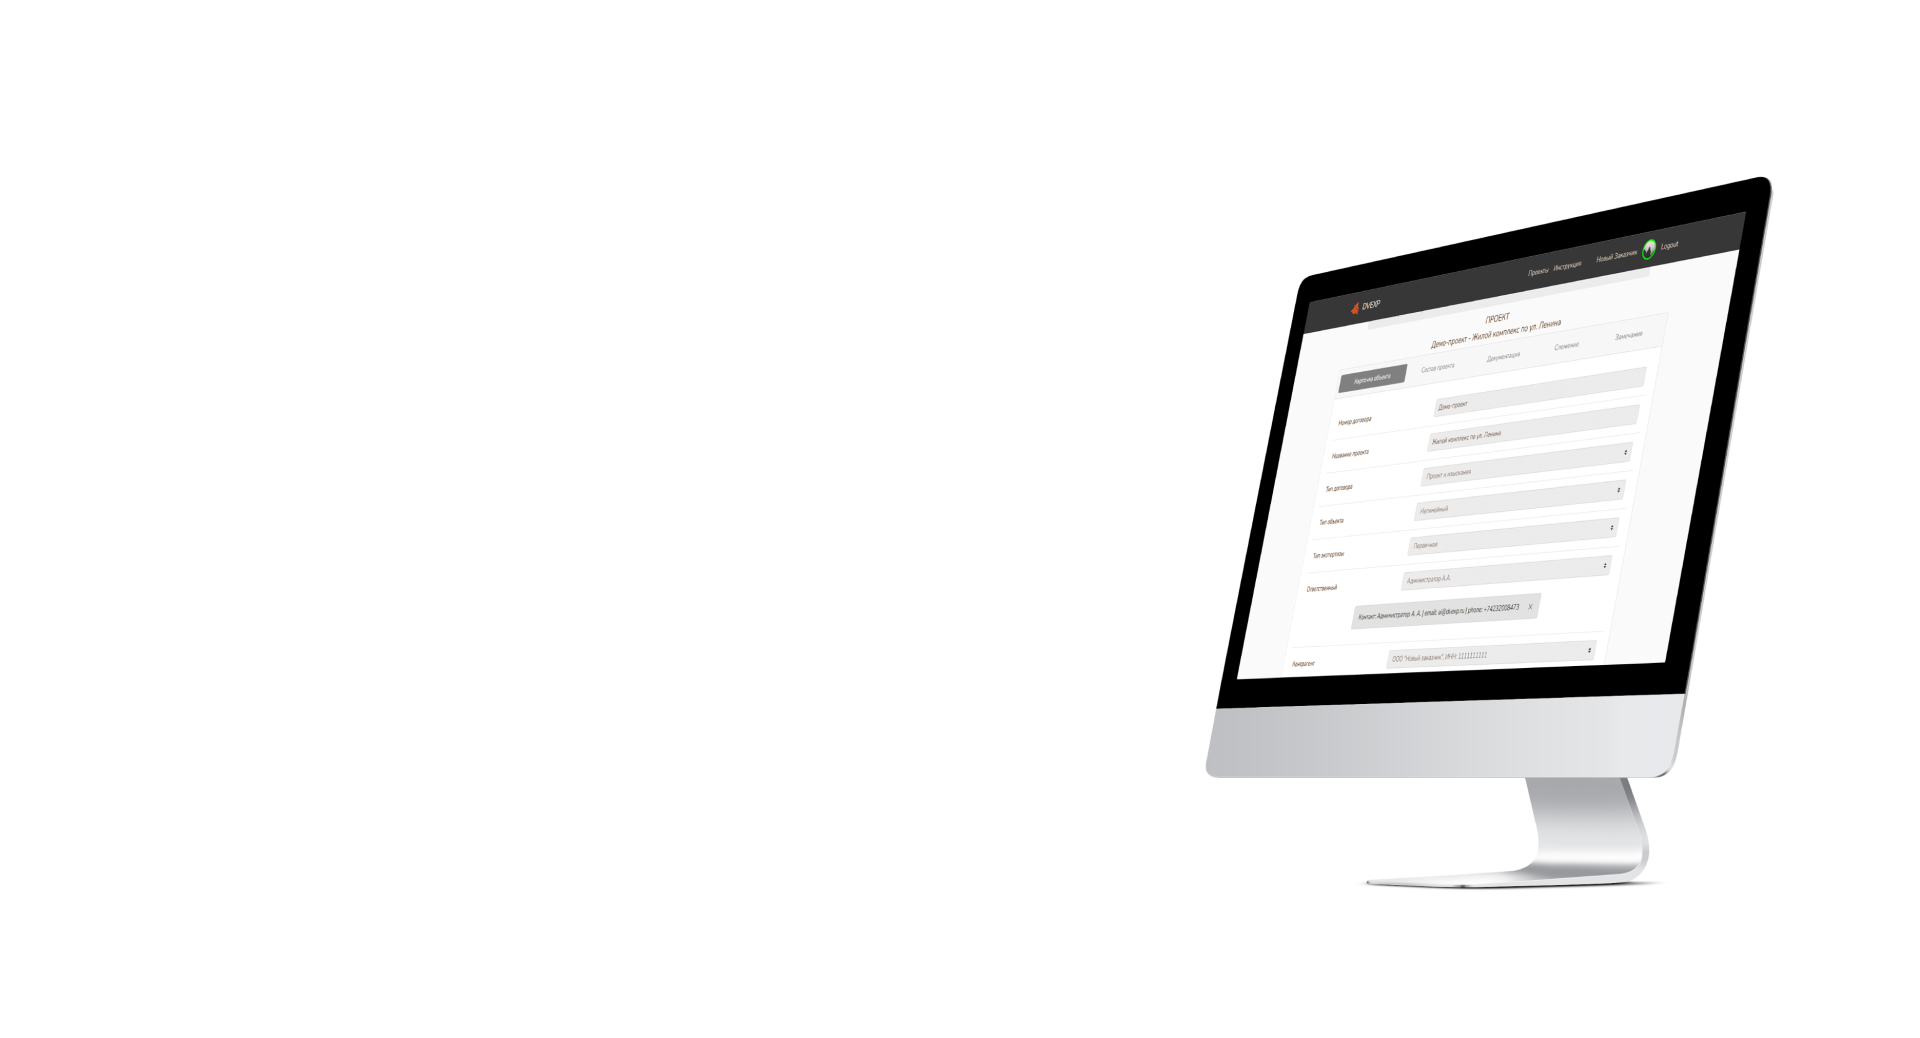 DVEXP
Проекты Инструкция Новый Заказчик Logout
ПРОЕКТ
Демо-проект - Жилой комплекс по ул. Ленина
Карточка объекта Состав проекта Документация Слежение Замечания
Номер договора Демо-проект
Название проекта Жилой комплекс по ул. Ленина
Тип договора Проект и изыскания
Тип объекта Нелинейный
Тип экспертизы Первичная
Ответственный Администратор А.А.
Контакт: Администратор А. А. | email: ai@dvexp.ru | phone: +74232008473 X
Контрагент ООО "Новый заказчик", ИНН: 1111111111